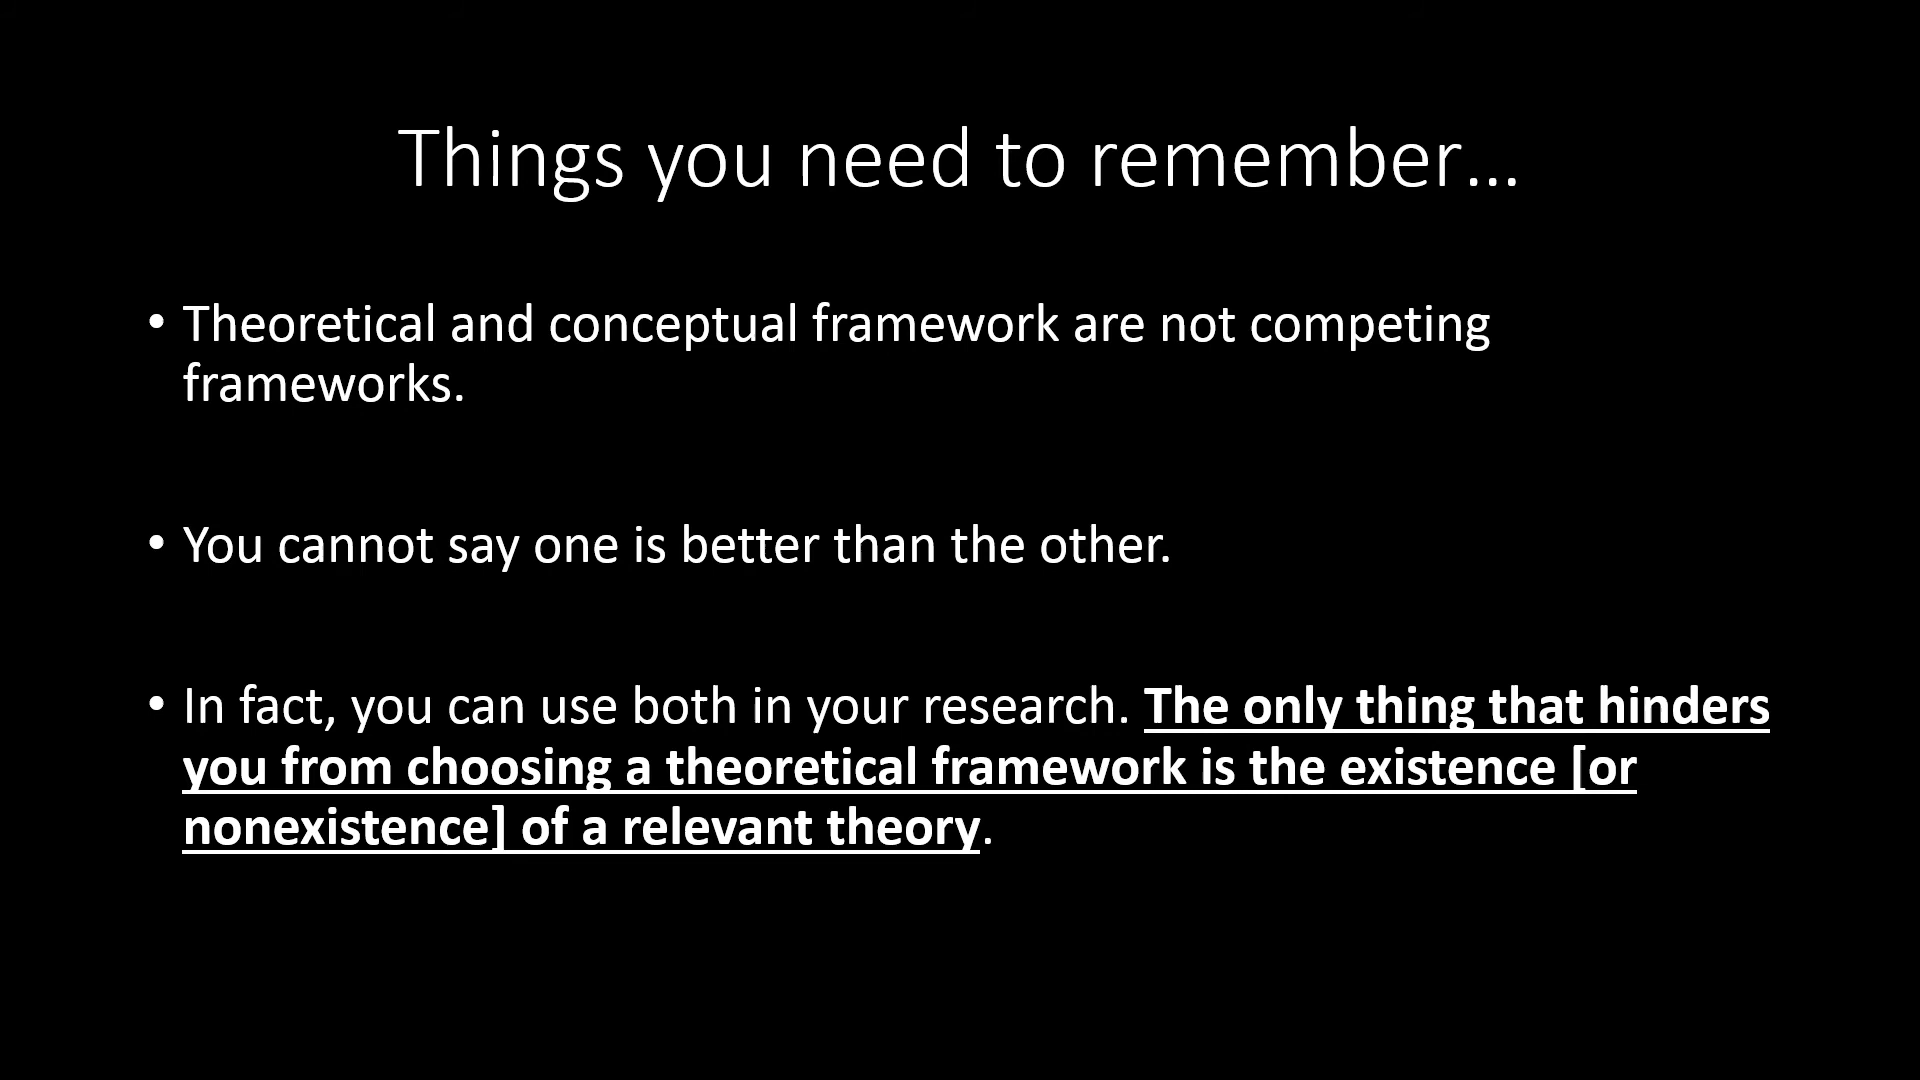 Things you need to remember...
• Theoretical and conceptual framework are not competing
frameworks.
• You cannot say one is better than the other.
• In fact, you can use both in your research. The only thing that hinders
you from choosing a theoretical framework is the existence [or
nonexistence] of a relevant theory.